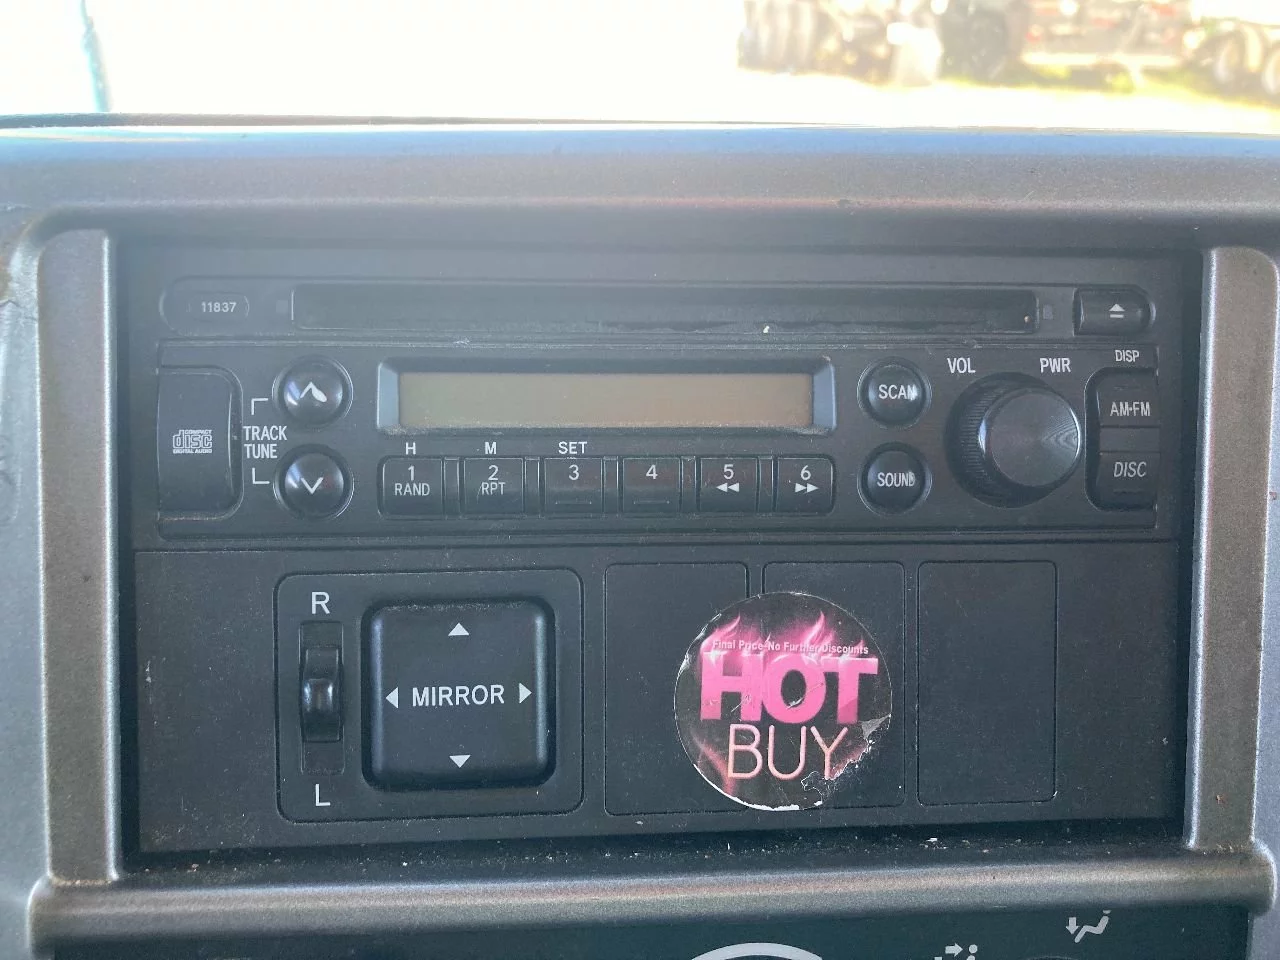 11837
COMPACT
disc
DIGITAL AUDIO
TRACK
TUNE
H
M
SET
1
RAND
2
RPT
3
4
5
6
SCAN
SOUND
VOL
PWR
DISP
AM•FM
DISC
R
MIRROR
L
Final Price-No Further Discounts
HOT
BUY